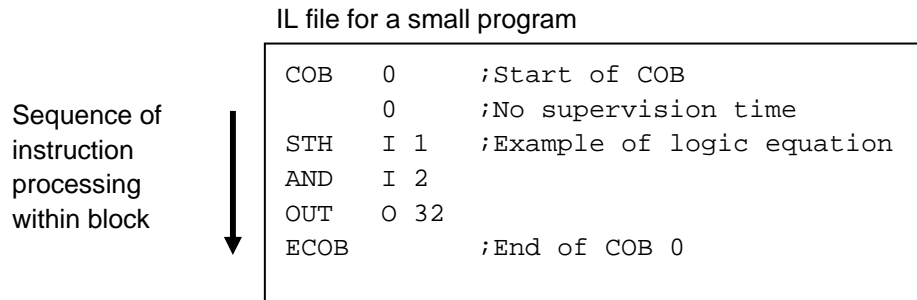 IL file for a small program
Sequence of
instruction
processing
within block
COB 0 ;Start of COB
0 ;No supervision time
STH I 1 ;Example of logic equation
AND I 2
OUT O 32
ECOB ;End of COB 0